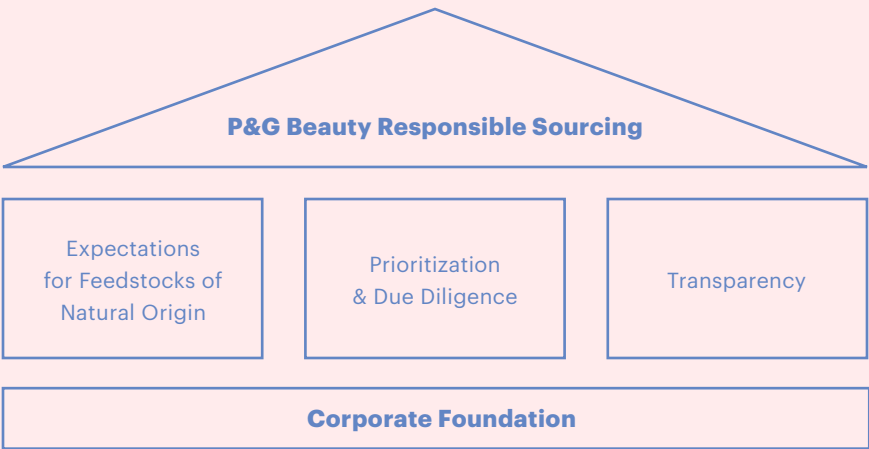 P&G Beauty Responsible Sourcing
Expectations
for Feedstocks of
Natural Origin
Prioritization
& Due Diligence
Transparency
Corporate Foundation